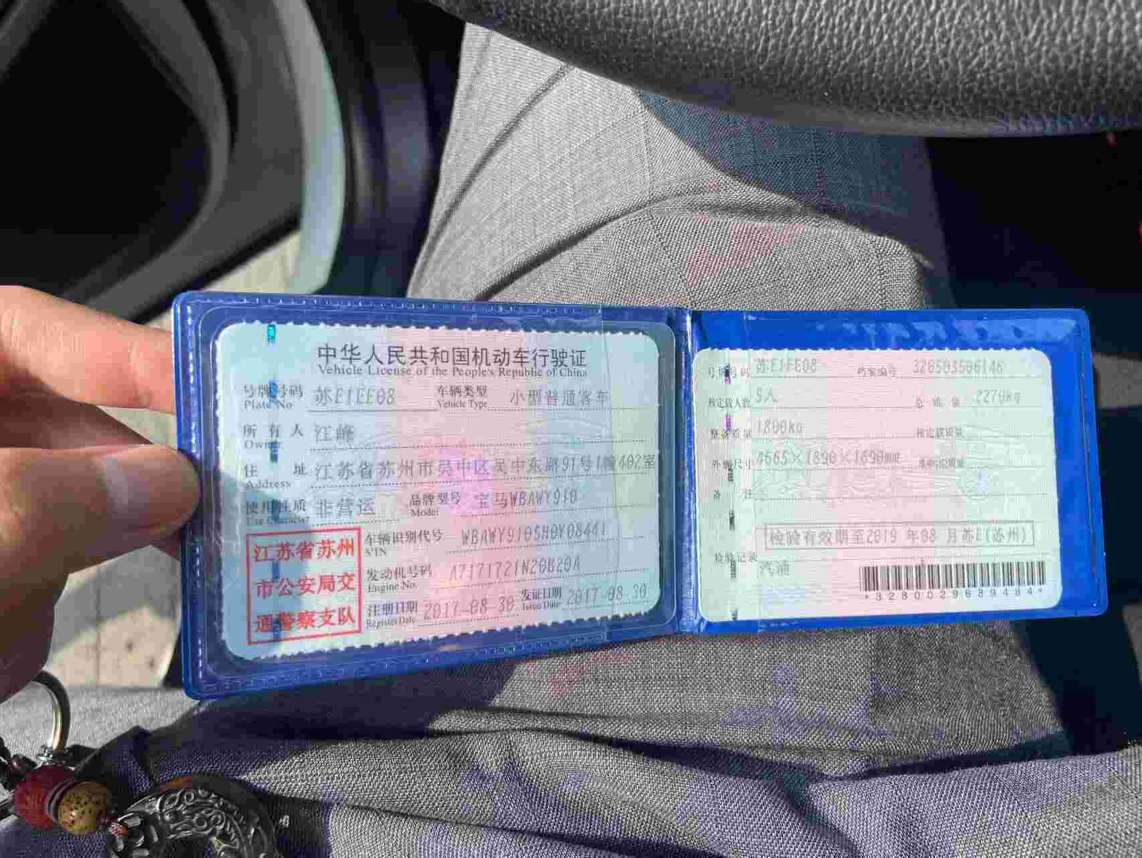 中华人民共和国机动车行驶证
Vehicle License of the People's Republic of China
号牌号码 苏E1EE08 车辆类型 小型普通客车
Plate No Vehicle Type
所有人 江峰
Owner
住址 江苏省苏州市吴中区吴中东路91号1幢402室
Address
使用性质 非营运 品牌型号 宝马WBAWY910
Use Character Model
江苏省苏州
市公安局交
通警察支队
车辆识别代号 WBAWY9105H0Y08441
VIN
发动机号码 A7171721N20B20A
Engine No.
注册日期 2017-08-30 发证日期 2017-08-30
Register Date Issue Date
号牌号码 苏E1EE08 档案编号 320503506146
核定载人数 5人 总质量 2270kg
整备质量 1800kg 核定载质量
外廓尺寸 4665×1890×1690mm
备注
检验有效期至2019年08月苏E(苏州)
检验记录
汽油
*3280029689484*